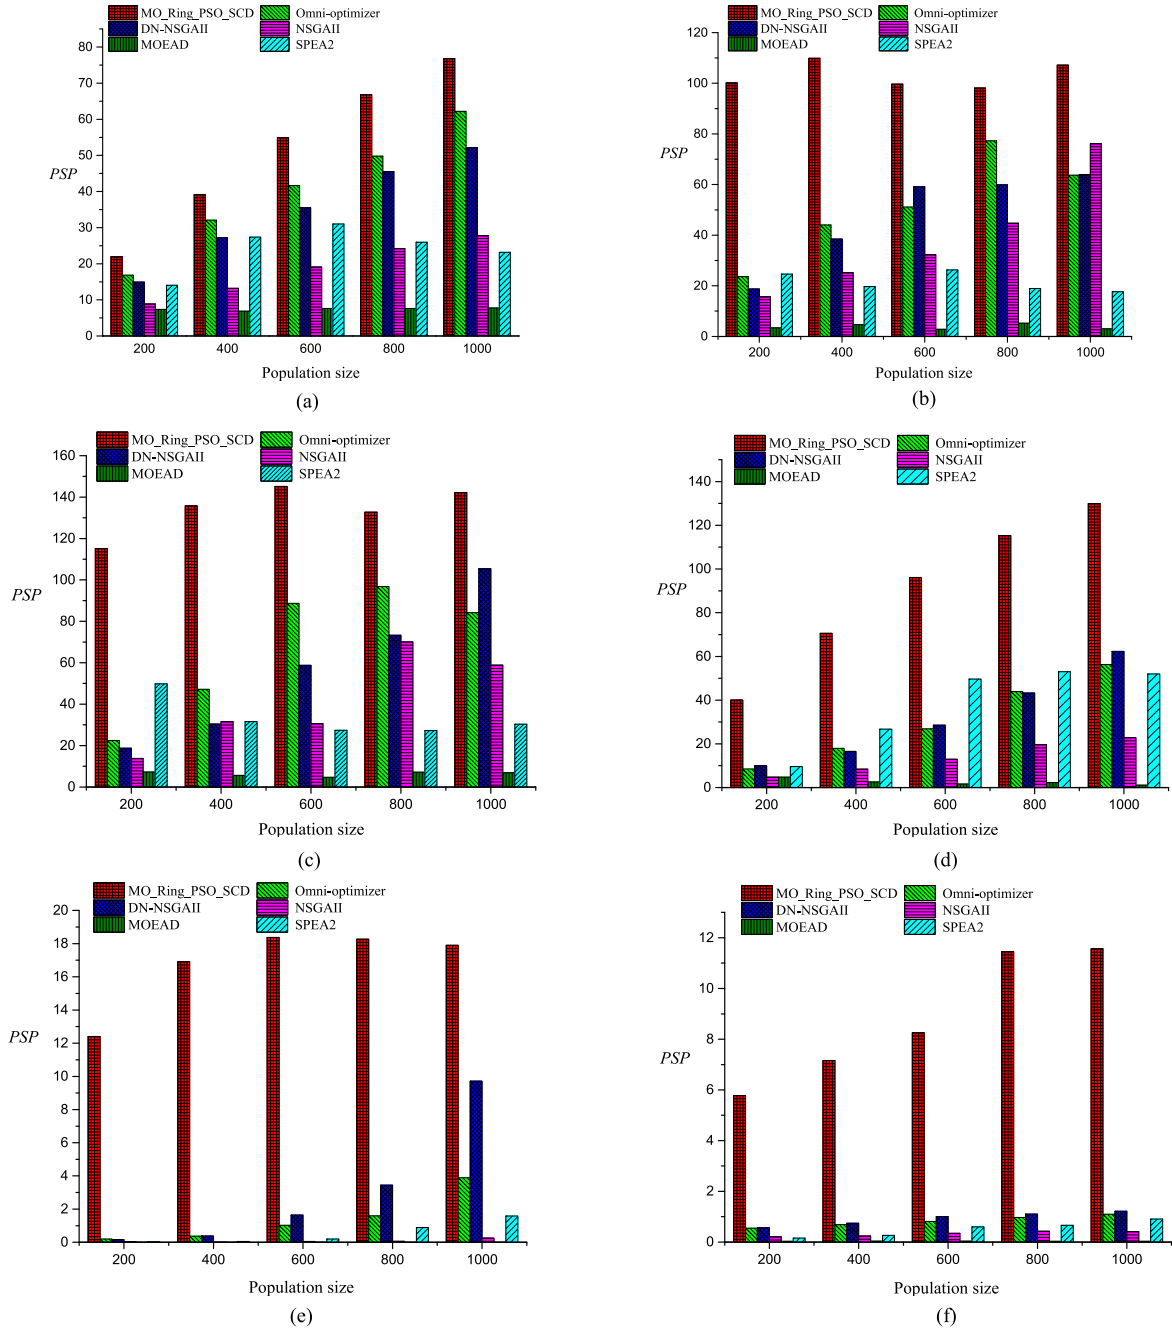 MO_Ring_PSO_SCD Omni-optimizer
DN-NSGAII NSGAII
MOEAD SPEA2
80
70
60
50
PSP
40
30
20
10
0
200 400 600 800 1000
Population size
(a)
MO_Ring_PSO_SCD Omni-optimizer
DN-NSGAII NSGAII
MOEAD SPEA2
120
100
80
PSP
60
40
20
0
200 400 600 800 1000
Population size
(b)
MO_Ring_PSO_SCD Omni-optimizer
DN-NSGAII NSGAII
MOEAD SPEA2
160
140
120
100
PSP
80
60
40
20
0
200 400 600 800 1000
Population size
(c)
MO_Ring_PSO_SCD Omni-optimizer
DN-NSGAII NSGAII
MOEAD SPEA2
140
120
100
PSP
80
60
40
20
0
200 400 600 800 1000
Population size
(d)
MO_Ring_PSO_SCD Omni-optimizer
DN-NSGAII NSGAII
MOEAD SPEA2
20
18
16
14
12
PSP
10
8
6
4
2
0
200 400 600 800 1000
Population size
(e)
MO_Ring_PSO_SCD Omni-optimizer
DN-NSGAII NSGAII
MOEAD SPEA2
12
10
8
PSP
6
4
2
0
200 400 600 800 1000
Population size
(f)